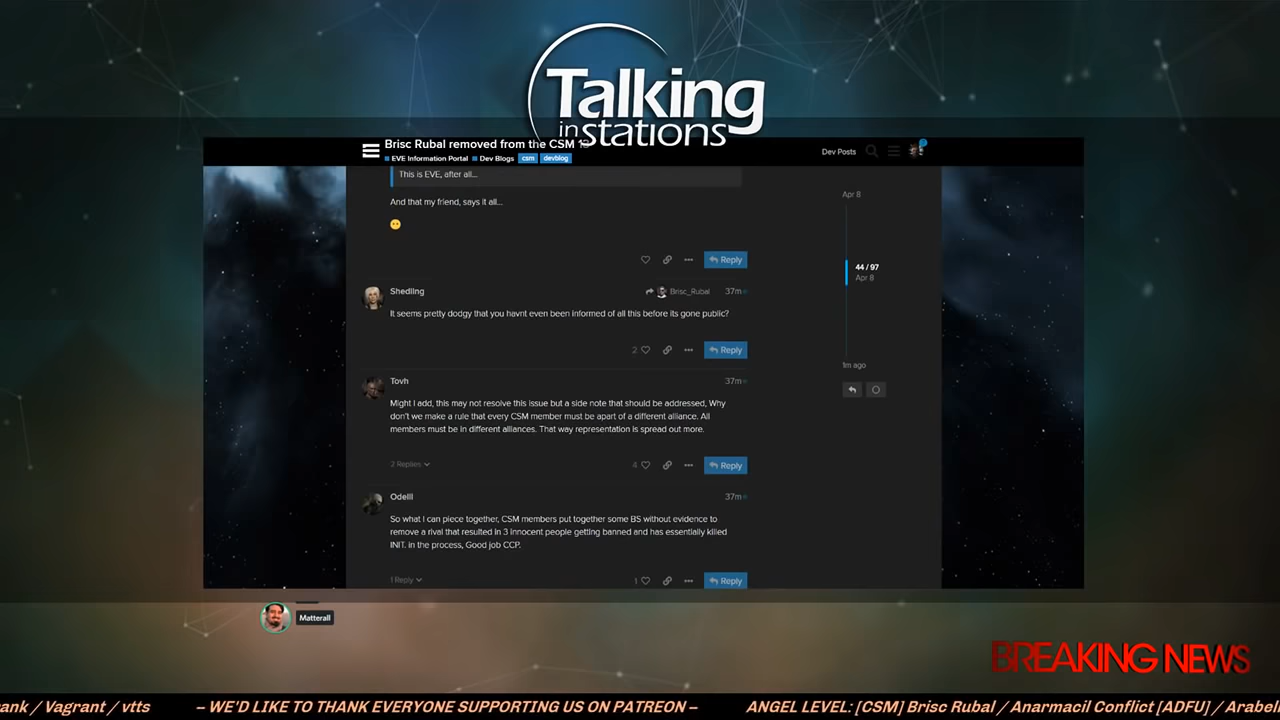 Talking
in stations
Brisc Rubal removed from the CSM 13
EVE Information Portal Dev Blogs csm devblog
Dev Posts
This is EVE, after all...
And that my friend, says it all...
Reply
Shedling
Brisc_Rubal 37m
It seems pretty dodgy that you havnt even been informed of all this before its gone public?
2 Reply
Tovh 37m
Might I add, this may not resolve this issue but a side note that should be addressed, Why
don't we make a rule that every CSM member must be apart of a different alliance. All
members must be in different alliances. That way representation is spread out more.
2 Replies 4 Reply
Odelll 37m
So what I can piece together, CSM members put together some BS without evidence to
remove a rival that resulted in 3 innocent people getting banned and has essentially killed
INIT. in the process, Good job CCP.
1 Reply 1 Reply
Apr 8
44 / 97
Apr 8
1m ago
Matterall
BREAKING NEWS
ank / Vagrant / vtts -- WE'D LIKE TO THANK EVERYONE SUPPORTING US ON PATREON -- ANGEL LEVEL: [CSM] Brisc Rubal / Anarmacil Conflict [ADFU] / Arabel